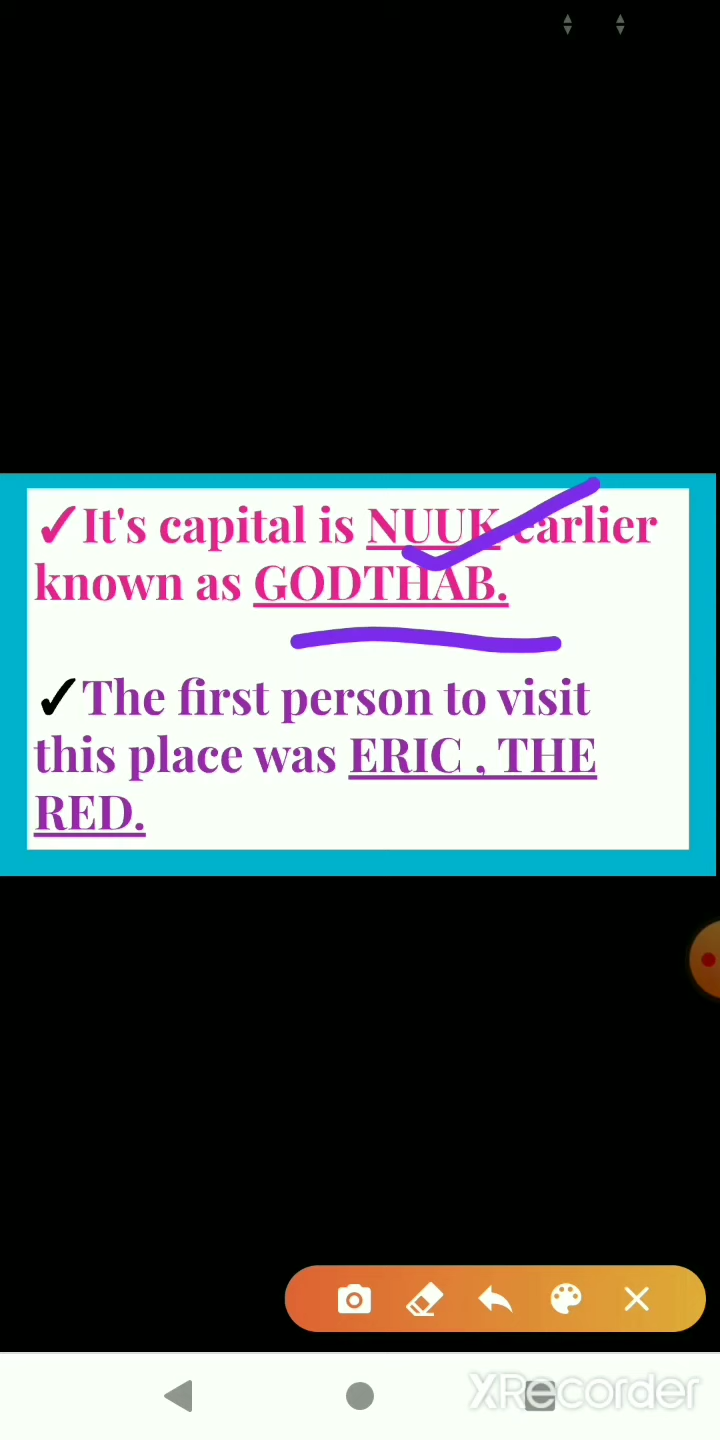 ✓It's capital is NUUK earlier
known as GODTHAB.
✓The first person to visit
this place was ERIC , THE
RED.
XRecorder